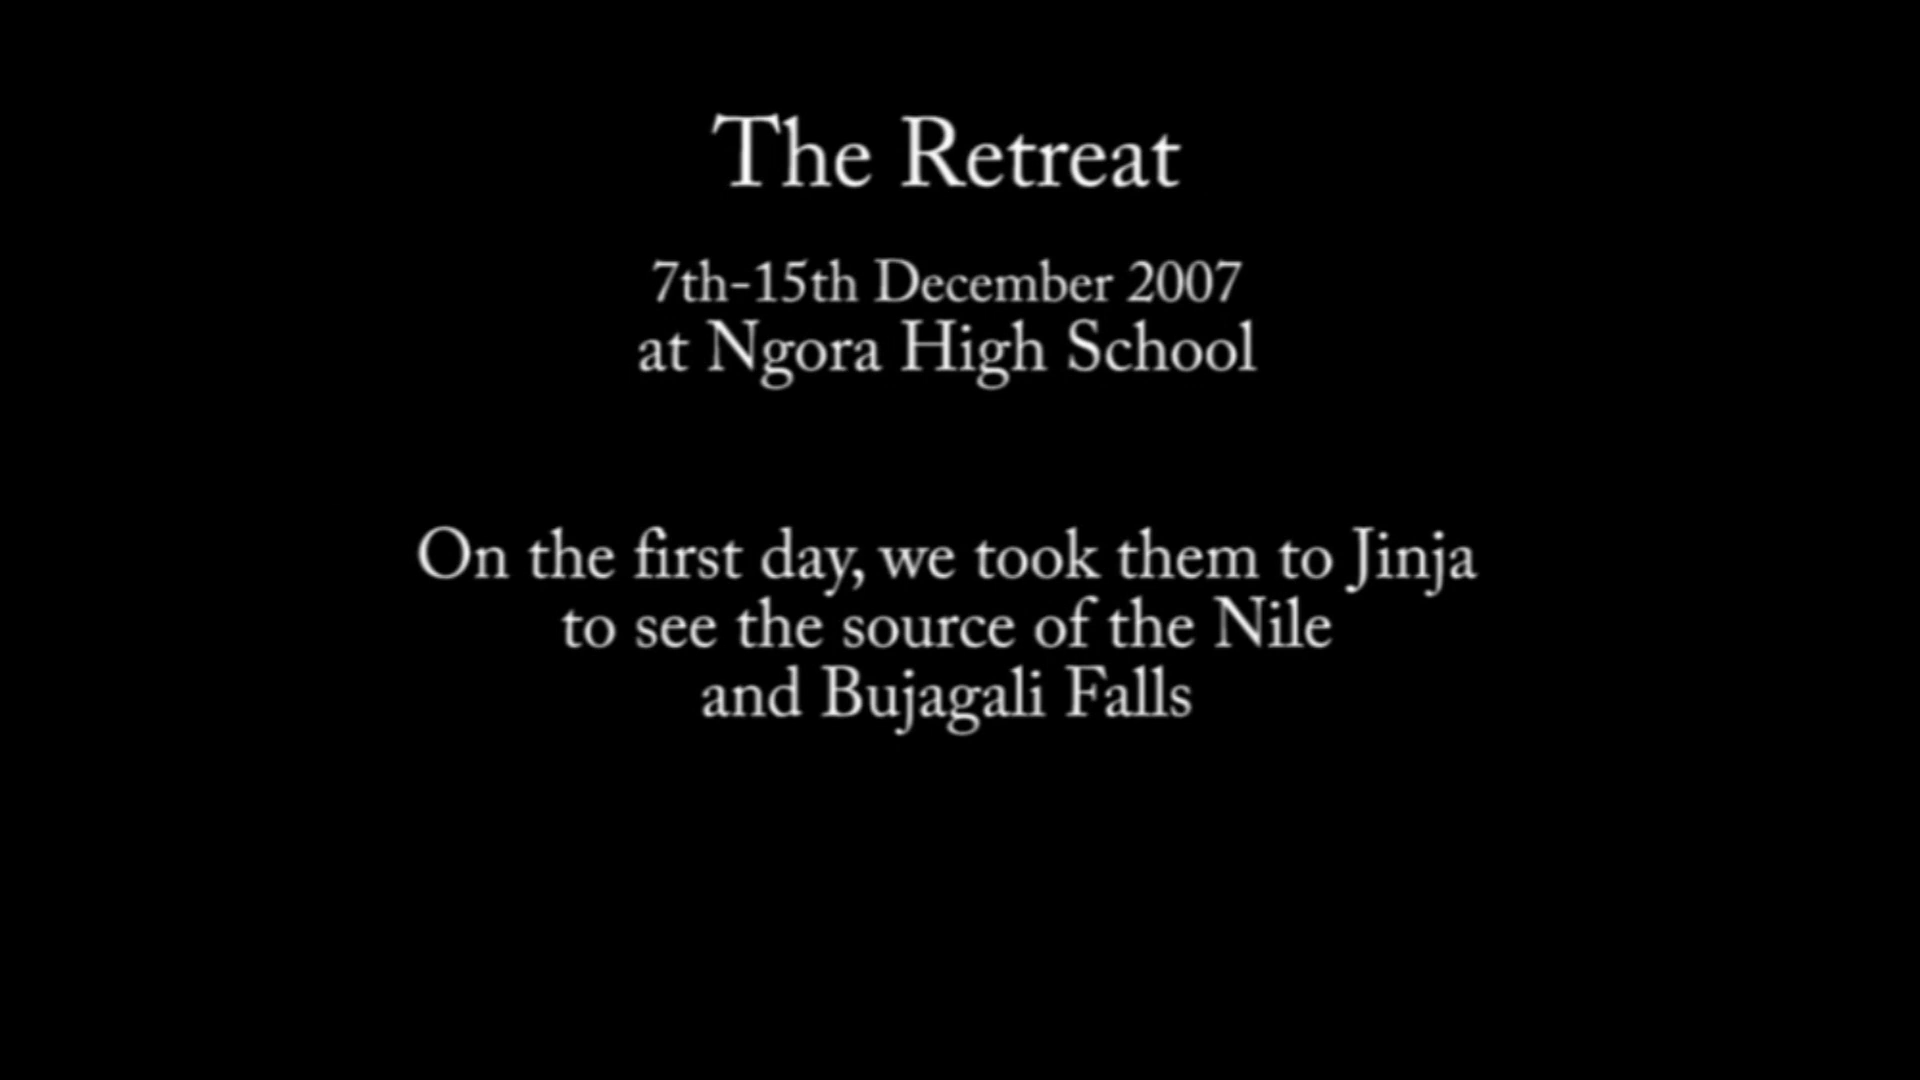 The Retreat
7th-15th December 2007
at Ngora High School
On the first day, we took them to Jinja
to see the source of the Nile
and Bujagali Falls